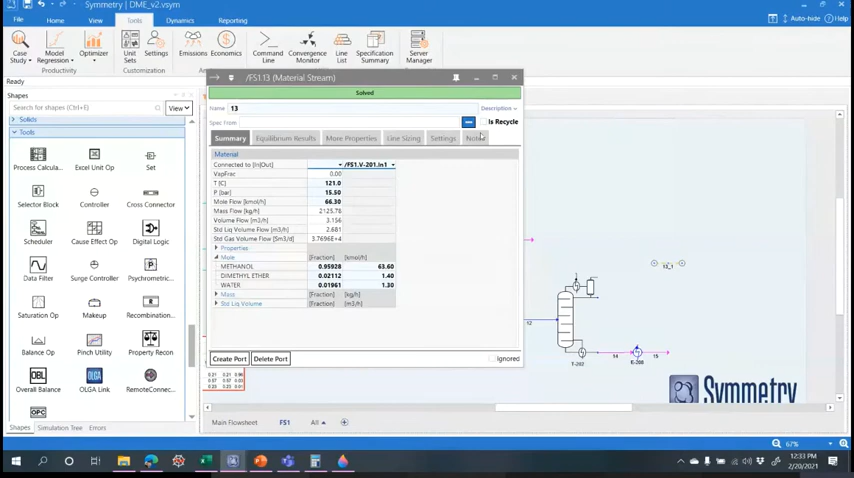 Symmetry | DME_v2.vsym
File
Home
View
Tools
Dynamics
Reporting
Auto-hide
Help
Case Study
Model Regression
Optimizer
Unit Sets
Settings
Emissions
Economics
Command Line
Convergence Monitor
Line List
Specification Summary
Server Manager
Productivity
Customization
Ready
Shapes
Search for shapes (Ctrl+E)
View
Solids
Tools
Process Calcula...
Excel Unit Op
Set
Selector Block
Controller
Cross Connector
Scheduler
Cause Effect Op
Digital Logic
Data Filter
Surge Controller
Psychrometric...
Saturation Op
Makeup
Recombination...
Balance Op
Pinch Utility
Property Recon
OBL
OLGA
Overall Balance
OLGA Link
RemoteConnec...
OPC
Shapes
Simulation Tree
Errors
/FS1.13 (Material Stream)
Solved
Name 13
Description
Spec From
Is Recycle
Summary
Equilibrium Results
More Properties
Line Sizing
Settings
Notes
Material
Connected to [In|Out] /FS1.V-201.In1
VapFrac 0.00
T [C] 121.0
P [bar] 15.50
Mole Flow [kmol/h] 66.30
Mass Flow [kg/h] 2125.78
Volume Flow [m3/h] 3.156
Std Liq Volume Flow [m3/h] 2.681
Std Gas Volume Flow [Sm3/d] 3.7696E+4
Properties
Mole [Fraction] [kmol/h]
METHANOL 0.95928 63.60
DIMETHYL ETHER 0.02112 1.40
WATER 0.01961 1.30
Mass [Fraction] [kg/h]
Std Liq Volume [Fraction] [m3/h]
Create Port
Delete Port
Ignored
13_1
12
T-202
14
E-208
15
Symmetry
Main Flowsheet
FS1
All
67%
12:33 PM
2/20/2021